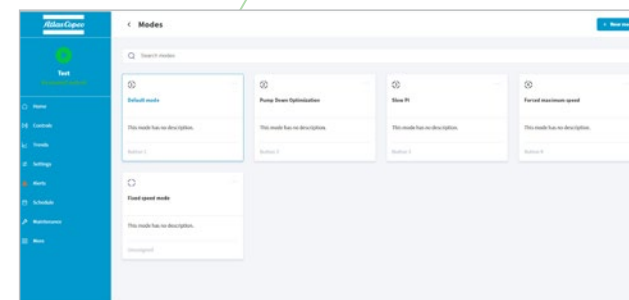 Atlas Copco
< Modes
+ New mode
Test
Search modes
Default mode
This mode has no description.
Button 1
Pump Down Optimization
This mode has no description.
Button 2
Slow PI
This mode has no description.
Button 3
Forced maximum speed
This mode has no description.
Button 4
Fixed speed mode
This mode has no description.
Unassigned
Home
Controls
Trends
Settings
Alerts
Schedule
Maintenance
More